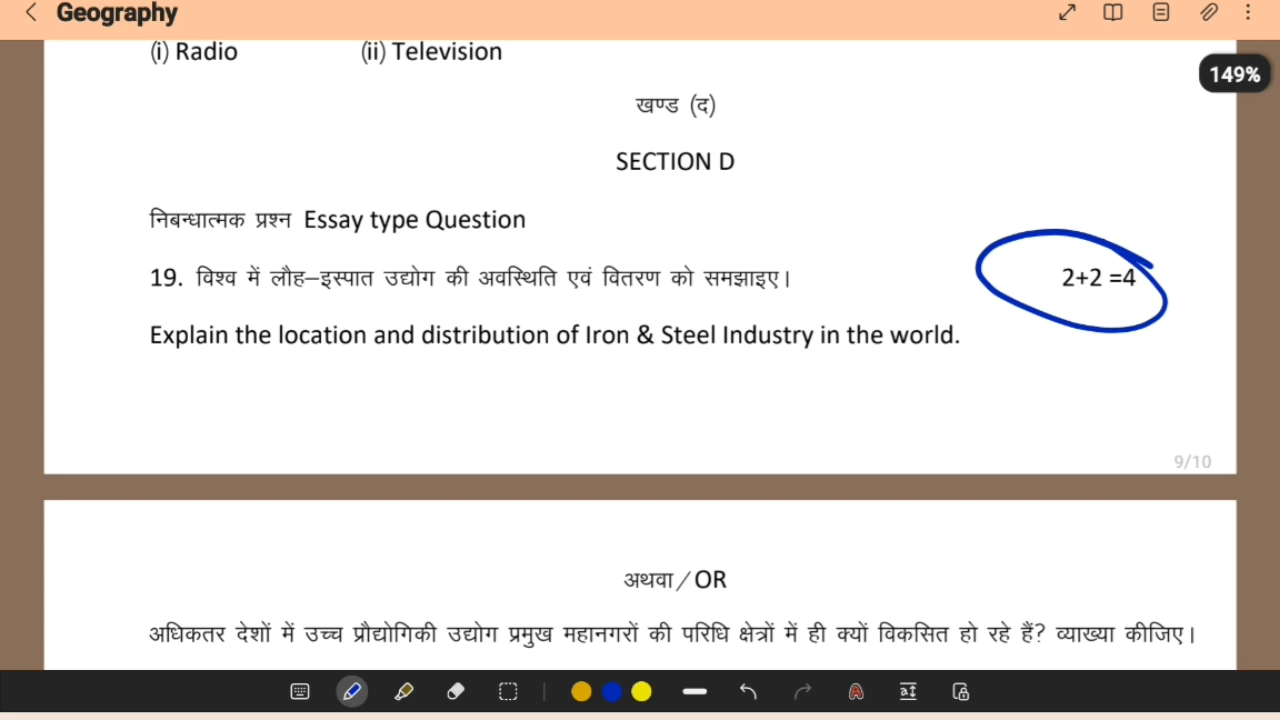 Geography
(i) Radio (ii) Television
149%
खण्ड (द)
SECTION D
निबन्धात्मक प्रश्न Essay type Question
19. विश्व में लौह–इस्पात उद्योग की अवस्थिति एवं वितरण को समझाइए। 2+2 =4
Explain the location and distribution of Iron & Steel Industry in the world.
9/10
अथवा/OR
अधिकतर देशों में उच्च प्रौद्योगिकी उद्योग प्रमुख महानगरों की परिधि क्षेत्रों में ही क्यों विकसित हो रहे हैं? व्याख्या कीजिए।